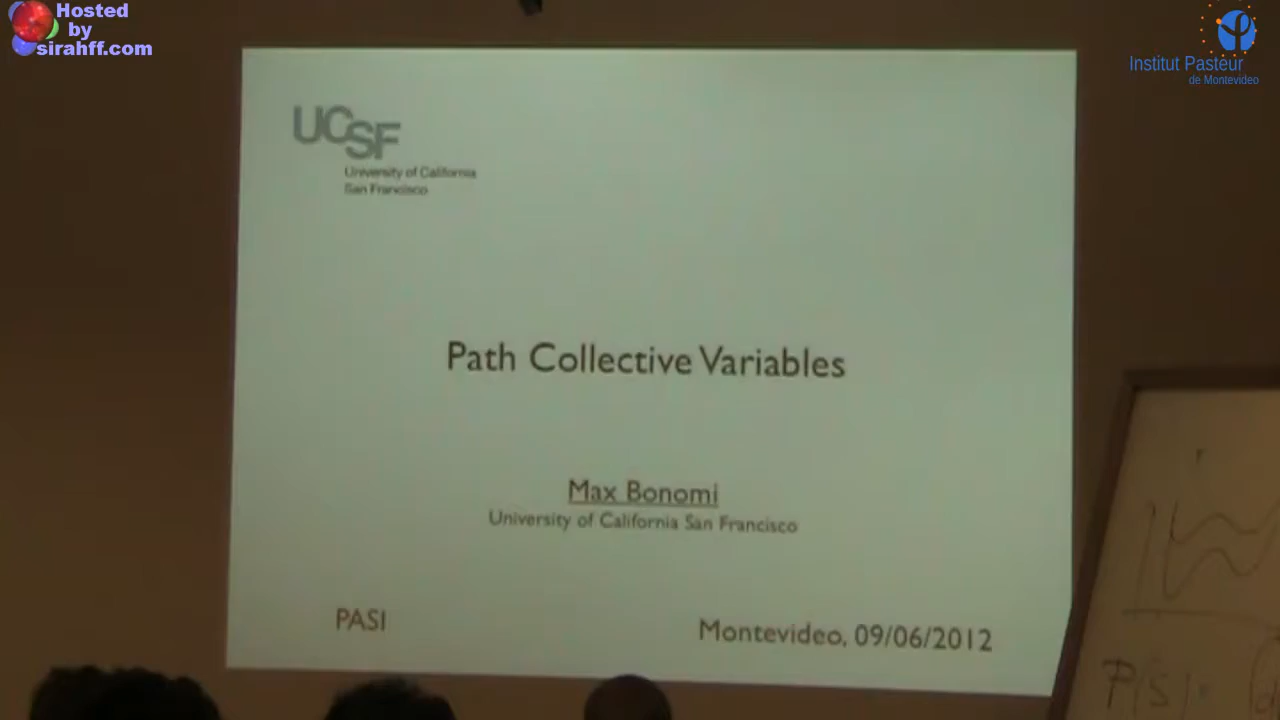 Hosted
by
sirahff.com
Institut Pasteur
de Montevideo
UCSF
University of California
San Francisco
Path Collective Variables
Max Bonomi
University of California San Francisco
PASI
Montevideo, 09/06/2012
P(S)